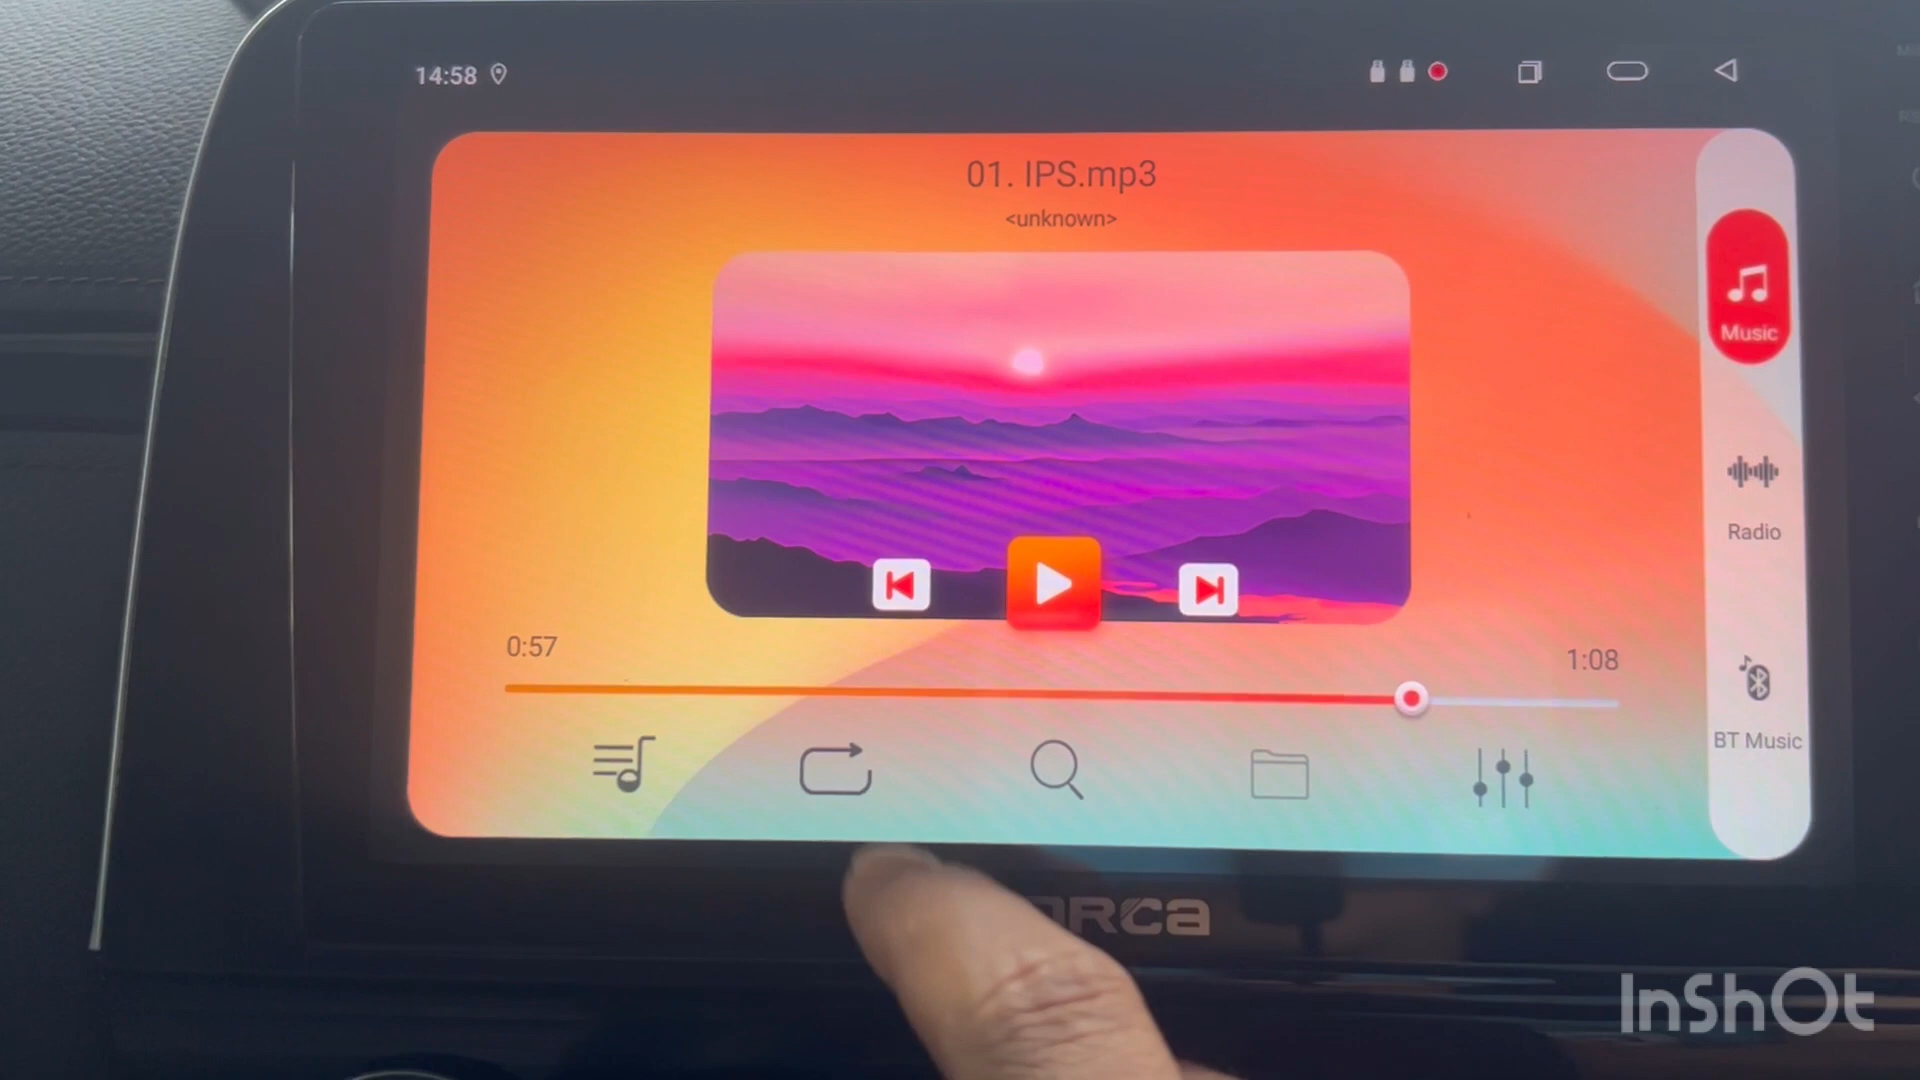 14:58
01. IPS.mp3
<unknown>
Music
Radio
0:57
1:08
BT Music
InShOt